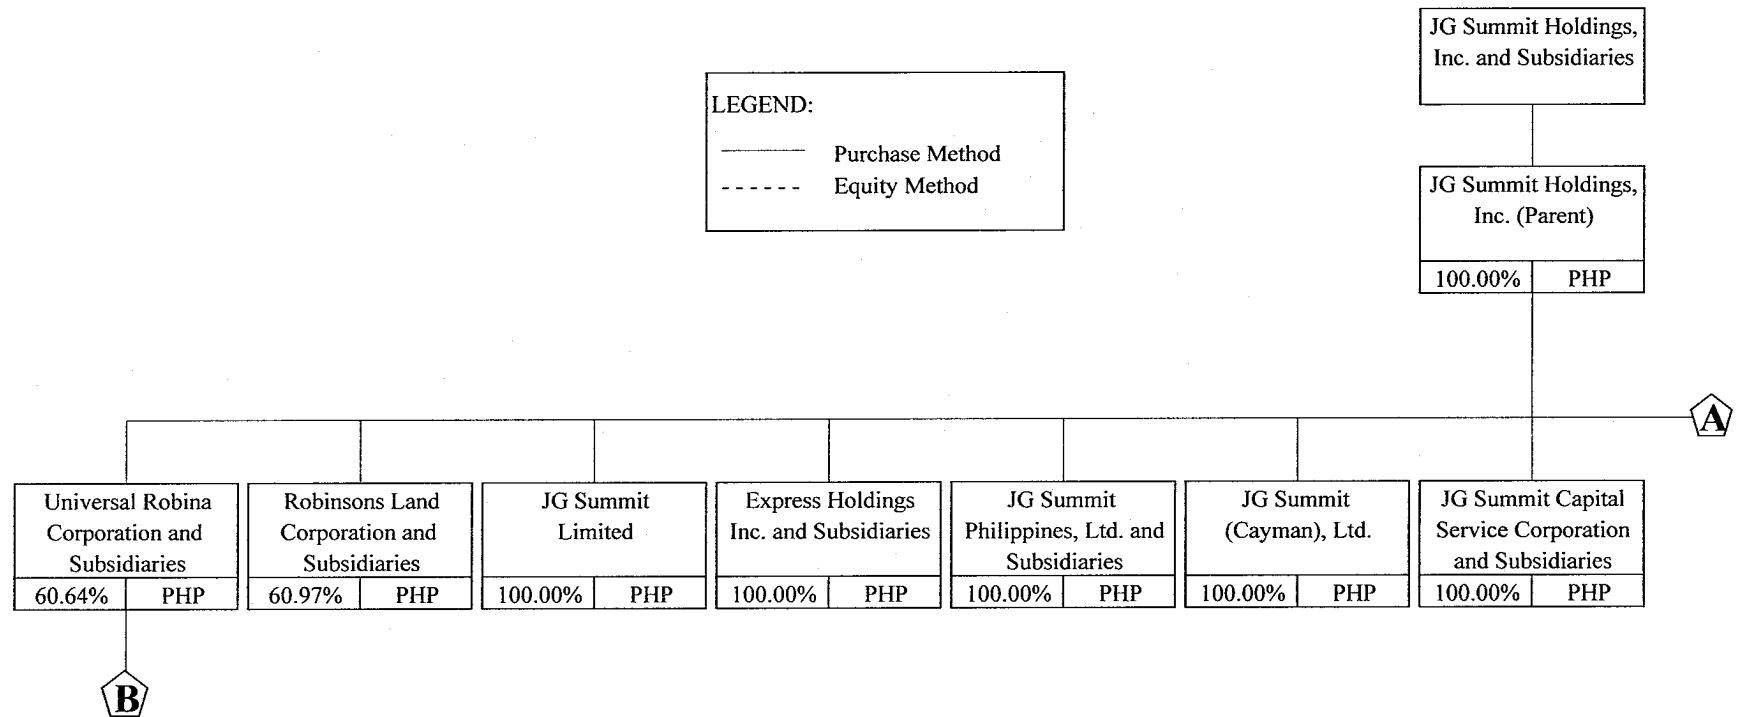 JG Summit Holdings,
Inc. and Subsidiaries
LEGEND:
Purchase Method
Equity Method
JG Summit Holdings,
Inc. (Parent)
100.00% PHP
A
Universal Robina
Corporation and
Subsidiaries
60.64% PHP
Robinsons Land
Corporation and
Subsidiaries
60.97% PHP
JG Summit
Limited
100.00% PHP
Express Holdings
Inc. and Subsidiaries
100.00% PHP
JG Summit
Philippines, Ltd. and
Subsidiaries
100.00% PHP
JG Summit
(Cayman), Ltd.
100.00% PHP
JG Summit Capital
Service Corporation
and Subsidiaries
100.00% PHP
B